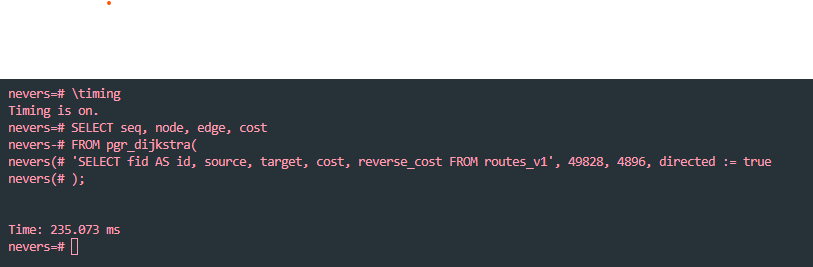 nevers=# \timing
Timing is on.
nevers=# SELECT seq, node, edge, cost
nevers-# FROM pgr_dijkstra(
nevers(# 'SELECT fid AS id, source, target, cost, reverse_cost FROM routes_v1', 49828, 4896, directed := true
nevers(# );
Time: 235.073 ms
nevers=#